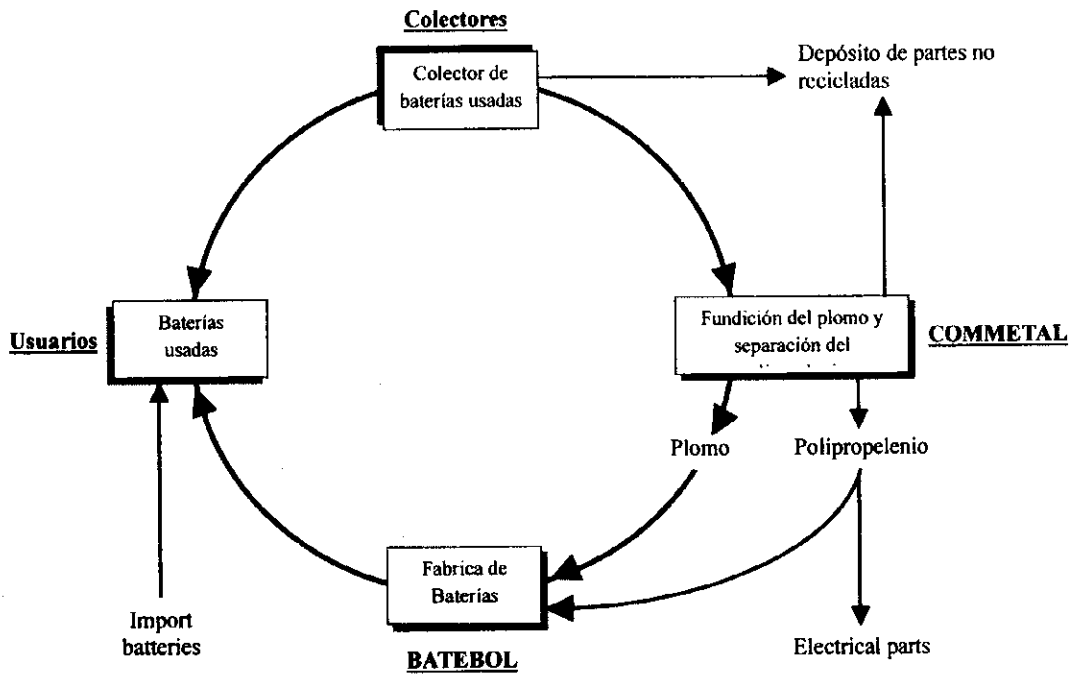 Colectores
Colector de
baterías usadas
Depósito de partes no
recicladas
Usuarios
Baterías
usadas
Fundición del plomo y
separación del
COMMETAL
Plomo
Polipropelenio
Fabrica de
Baterías
BATEBOL
Import
batteries
Electrical parts